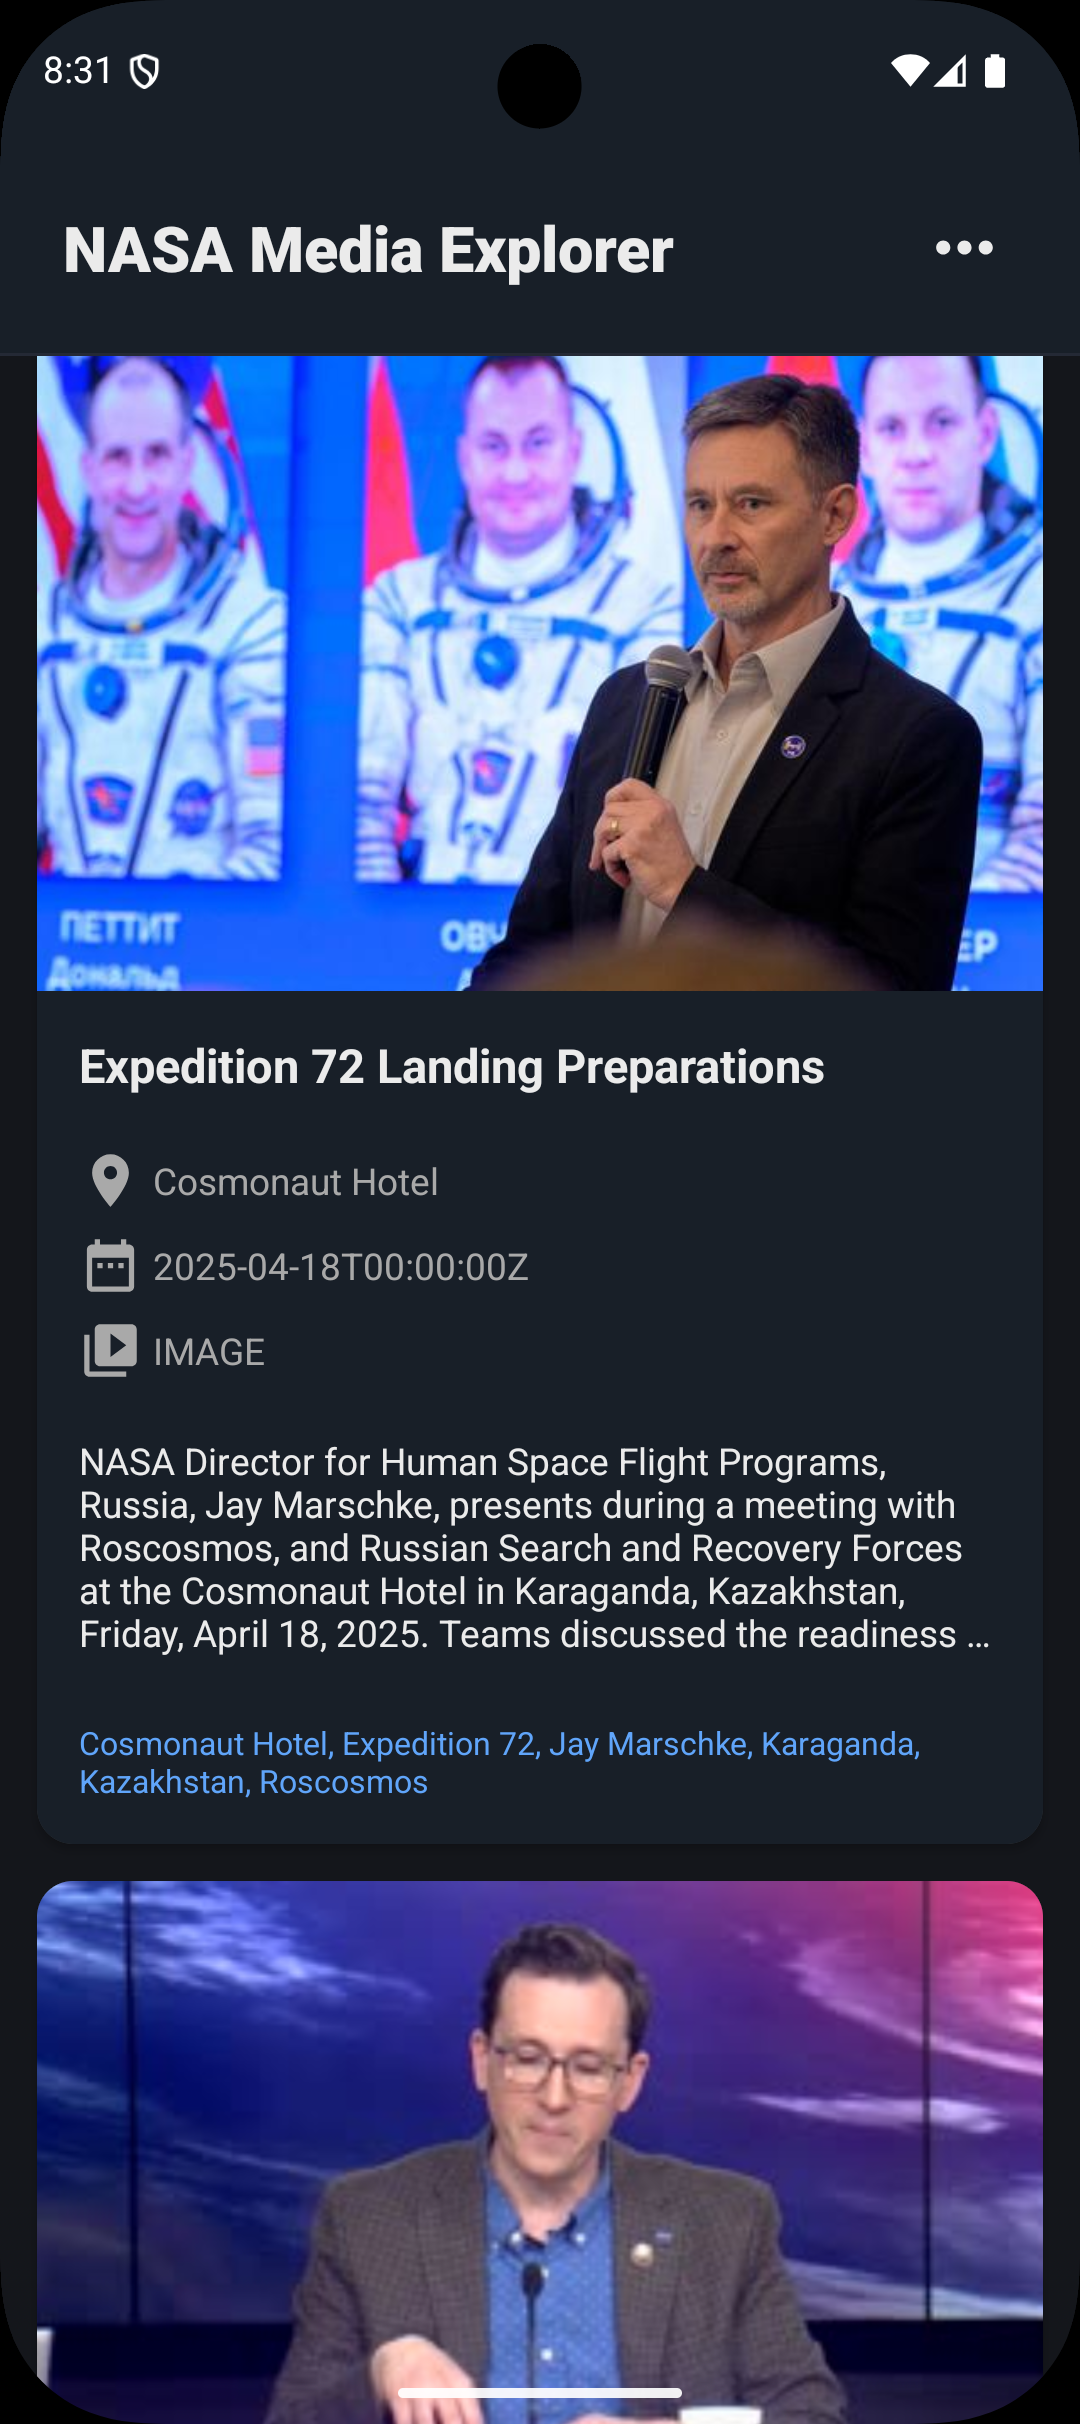 8:31
NASA Media Explorer
ПЕТТИТ
Дональд
ОВЧ
ЕР
Expedition 72 Landing Preparations
Cosmonaut Hotel
2025-04-18T00:00:00Z
IMAGE
NASA Director for Human Space Flight Programs,
Russia, Jay Marschke, presents during a meeting with
Roscosmos, and Russian Search and Recovery Forces
at the Cosmonaut Hotel in Karaganda, Kazakhstan,
Friday, April 18, 2025. Teams discussed the readiness …
Cosmonaut Hotel, Expedition 72, Jay Marschke, Karaganda,
Kazakhstan, Roscosmos